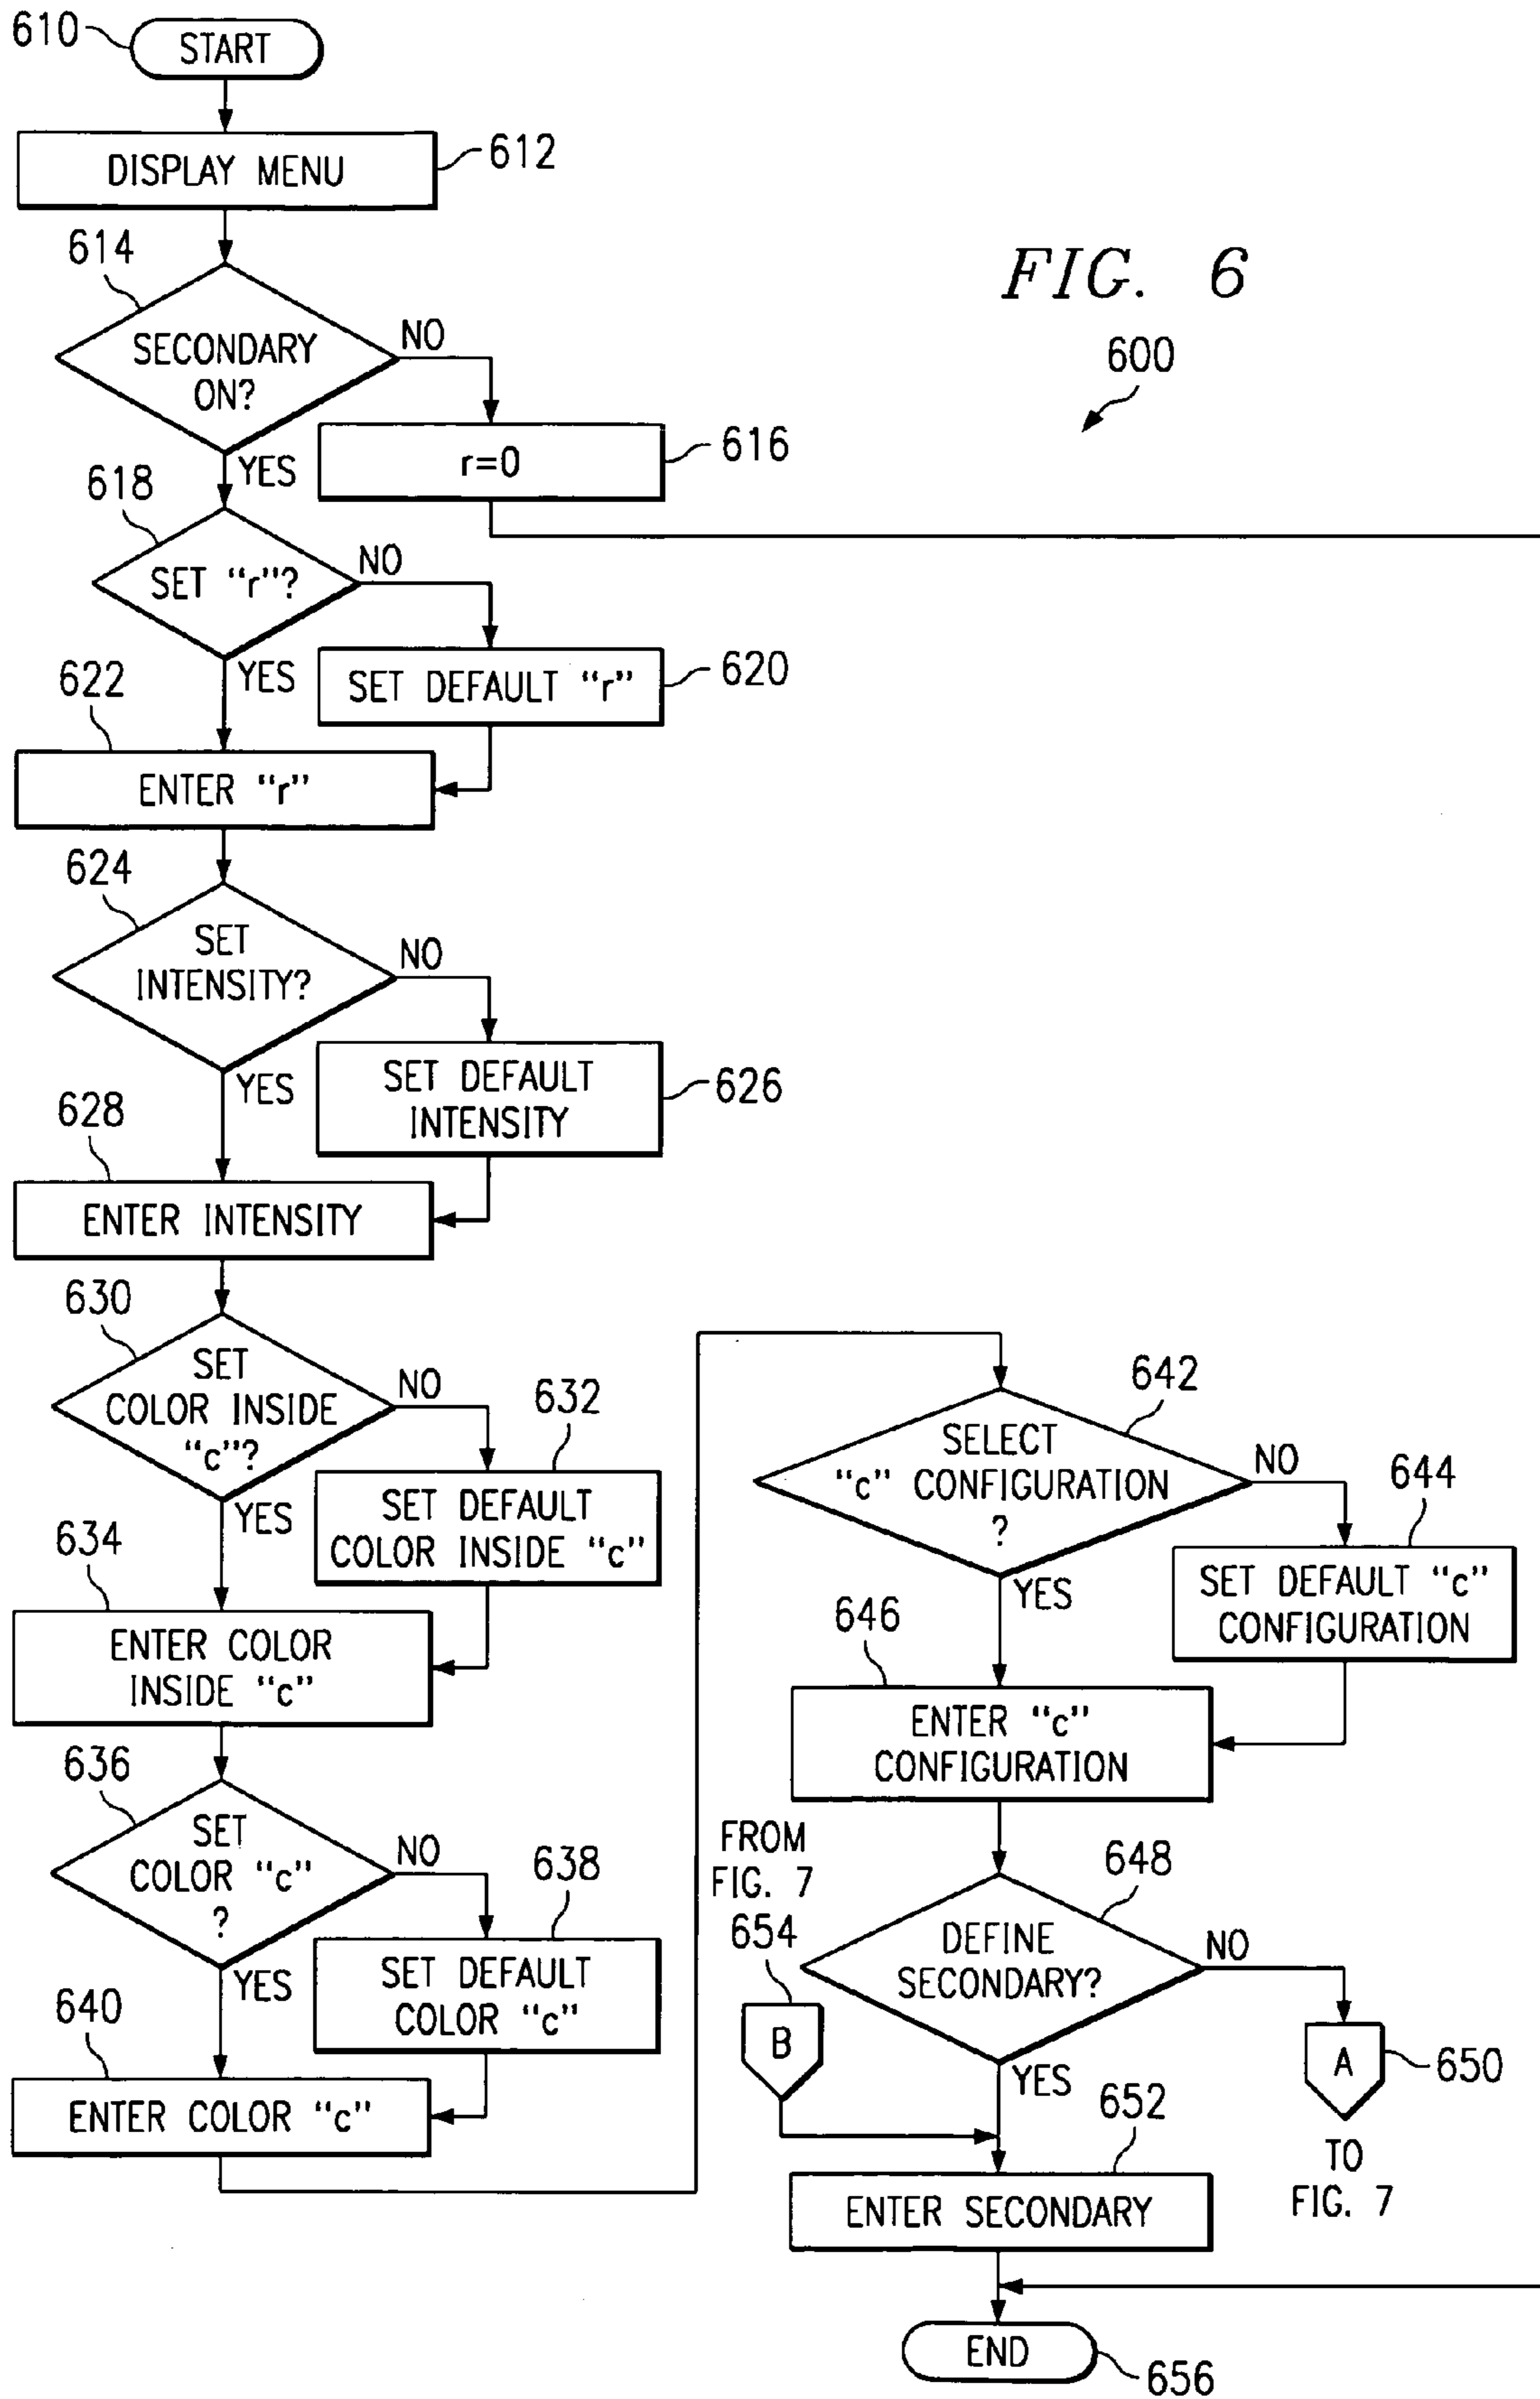 610
START
DISPLAY MENU
612
FIG. 6
600
614
SECONDARY
ON?
NO
YES
r=0
616
618
SET "r"?
NO
YES
SET DEFAULT "r"
620
622
ENTER "r"
624
SET
INTENSITY?
NO
YES
SET DEFAULT
INTENSITY
626
628
ENTER INTENSITY
630
SET
COLOR INSIDE
"c"?
NO
YES
632
SET DEFAULT
COLOR INSIDE "c"
634
ENTER COLOR
INSIDE "c"
636
SET
COLOR "c"
?
NO
YES
638
SET DEFAULT
COLOR "c"
640
ENTER COLOR "c"
642
SELECT
"c" CONFIGURATION
?
NO
YES
644
SET DEFAULT "c"
CONFIGURATION
646
ENTER "c"
CONFIGURATION
FROM
FIG. 7
654
B
648
DEFINE
SECONDARY?
NO
YES
A
650
TO
FIG. 7
652
ENTER SECONDARY
END
656